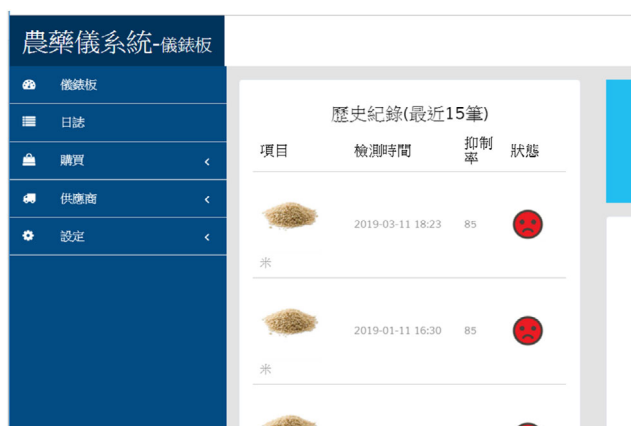 農藥儀系統-儀錶板
儀錶板
日誌
購買
供應商
設定
歷史紀錄(最近15筆)
項目 檢測時間 抑制率 狀態
2019-03-11 18:23 85
米
2019-01-11 16:30 85
米